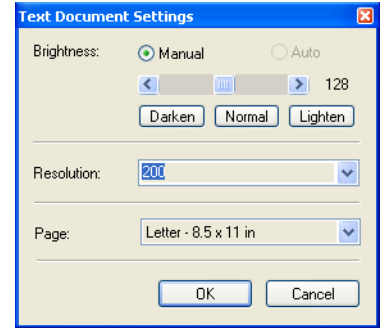 Text Document Settings
Brightness: Manual Auto
128
Darken Normal Lighten
Resolution: 200
Page: Letter - 8.5 x 11 in
OK Cancel